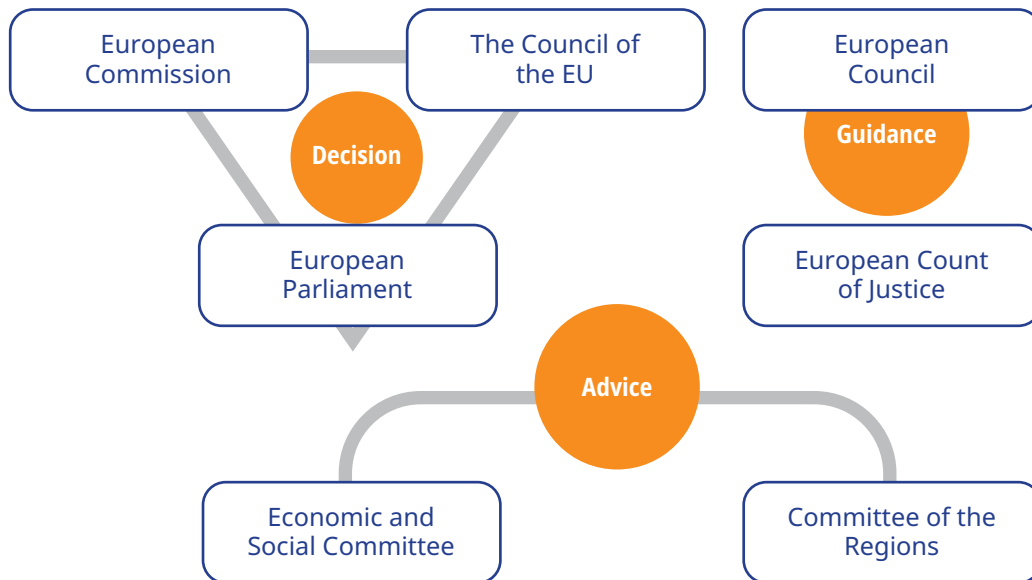 European
Commission
The Council of
the EU
European
Council
Decision
Guidance
European
Parliament
European Count
of Justice
Advice
Economic and
Social Committee
Committee of the
Regions